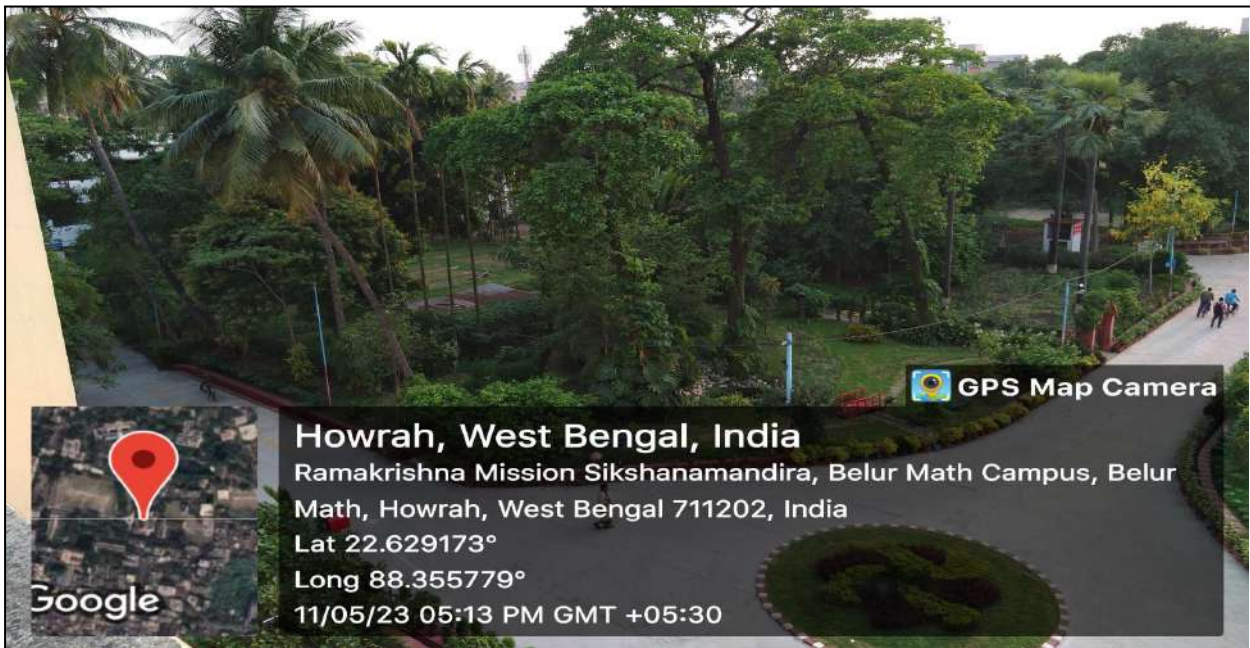 GPS Map Camera
Howrah, West Bengal, India
Ramakrishna Mission Sikshanamandira, Belur Math Campus, Belur
Math, Howrah, West Bengal 711202, India
Lat 22.629173°
Long 88.355779°
11/05/23 05:13 PM GMT +05:30
Google